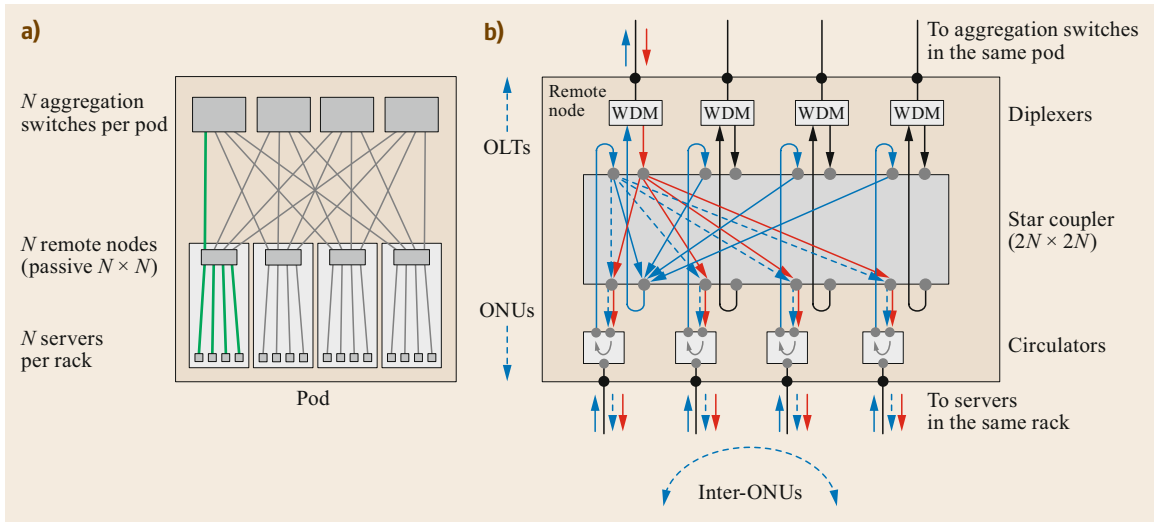 a)
N aggregation
switches per pod
N remote nodes
(passive N × N)
N servers
per rack
Pod
b)
To aggregation switches
in the same pod
Remote
node
WDM
WDM
WDM
WDM
Diplexers
OLTs
Star coupler
(2N × 2N)
ONUs
Circulators
To servers
in the same rack
Inter-ONUs